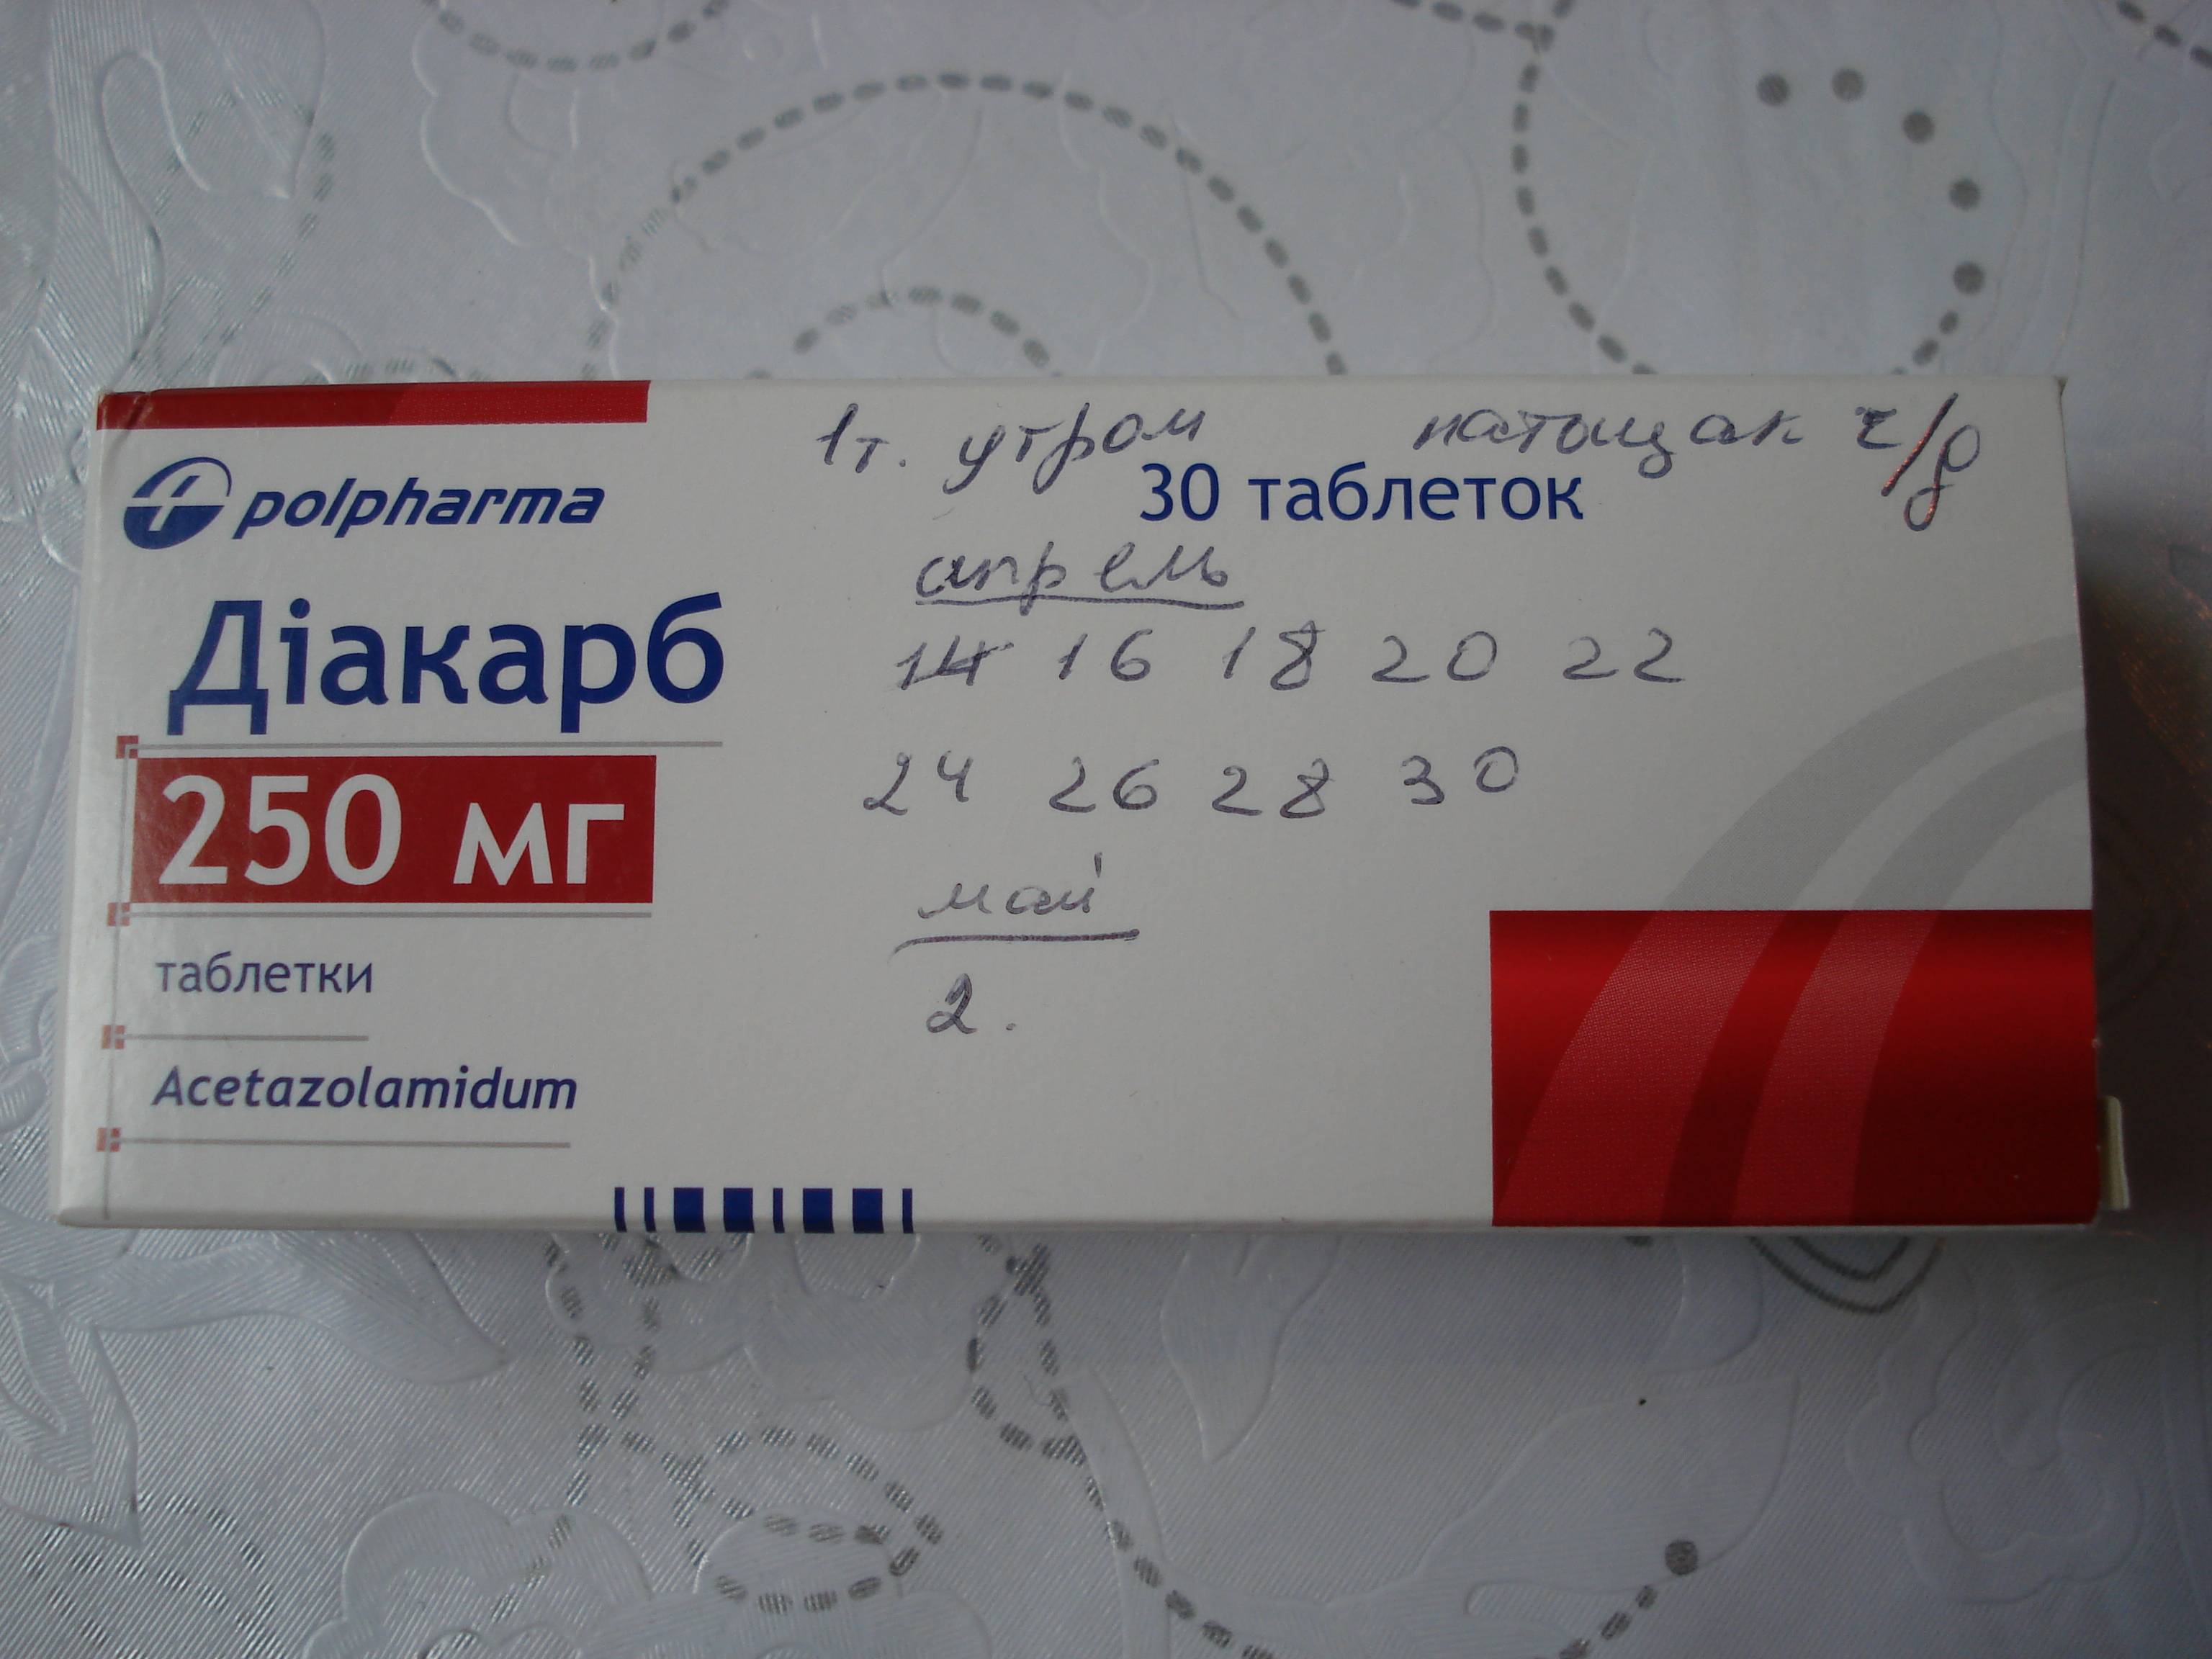 1т. утром натощак ч/д
polpharma
30 таблеток
апрель
Діакарб
14 16 18 20 22
250 мг
24 26 28 30
май
таблетки
2.
Acetazolamidum